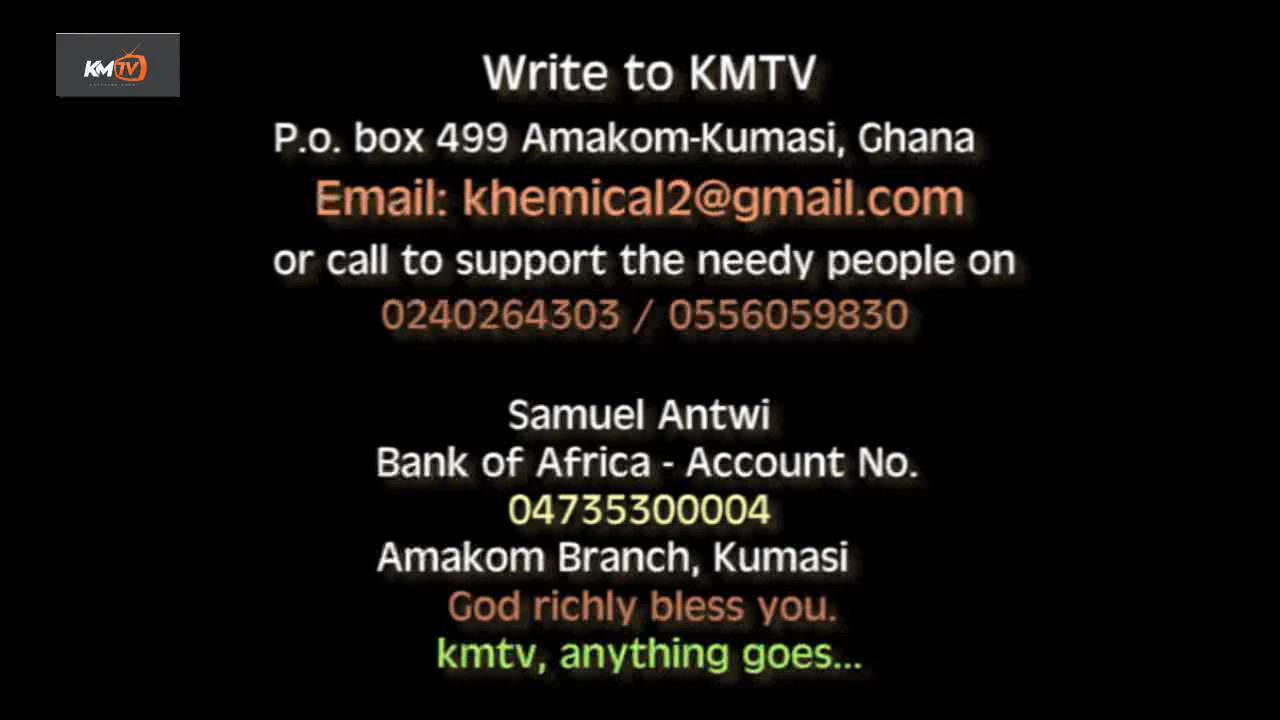 KMTV
Write to KMTV
P.o. box 499 Amakom-Kumasi, Ghana
Email: khemical2@gmail.com
or call to support the needy people on
0240264303 / 0556059830
Samuel Antwi
Bank of Africa - Account No.
04735300004
Amakom Branch, Kumasi
God richly bless you.
kmtv, anything goes...